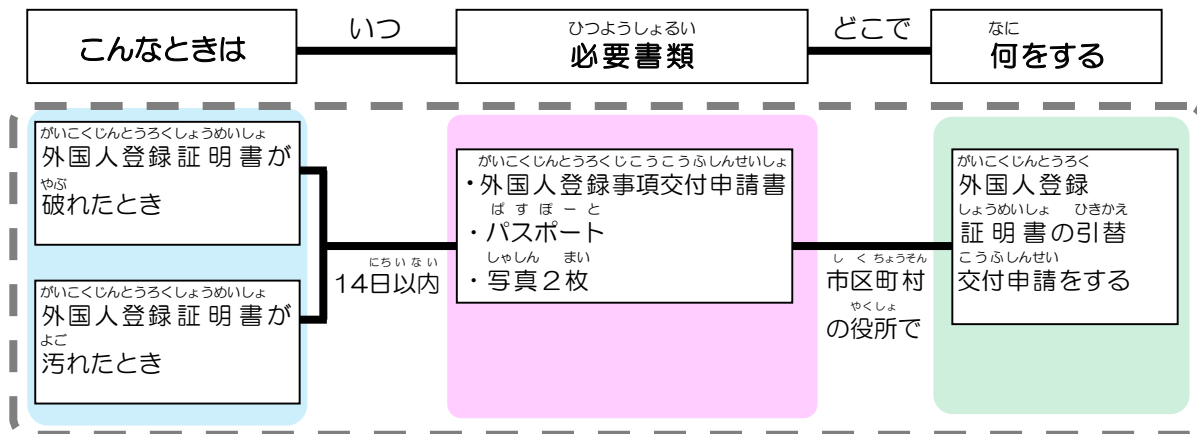 こんなときは
いつ
ひつようしょるい
必要書類
どこで
なに
何をする
がいこくじんとうろくしょうめいしょ
外国人登録証明書が
やぶ
破れたとき
がいこくじんとうろくしょうめいしょ
外国人登録証明書が
よご
汚れたとき
にちいない
14日以内
がいこくじんとうろくじこうこうふしんせいしょ
・外国人登録事項交付申請書
ぱすぽーと
・パスポート
しゃしん まい
・写真2枚
しくちょうそん
市区町村
やくしょ
の役所で
がいこくじんとうろく
外国人登録
しょうめいしょ ひきかえ
証明書の引替
こうふしんせい
交付申請をする